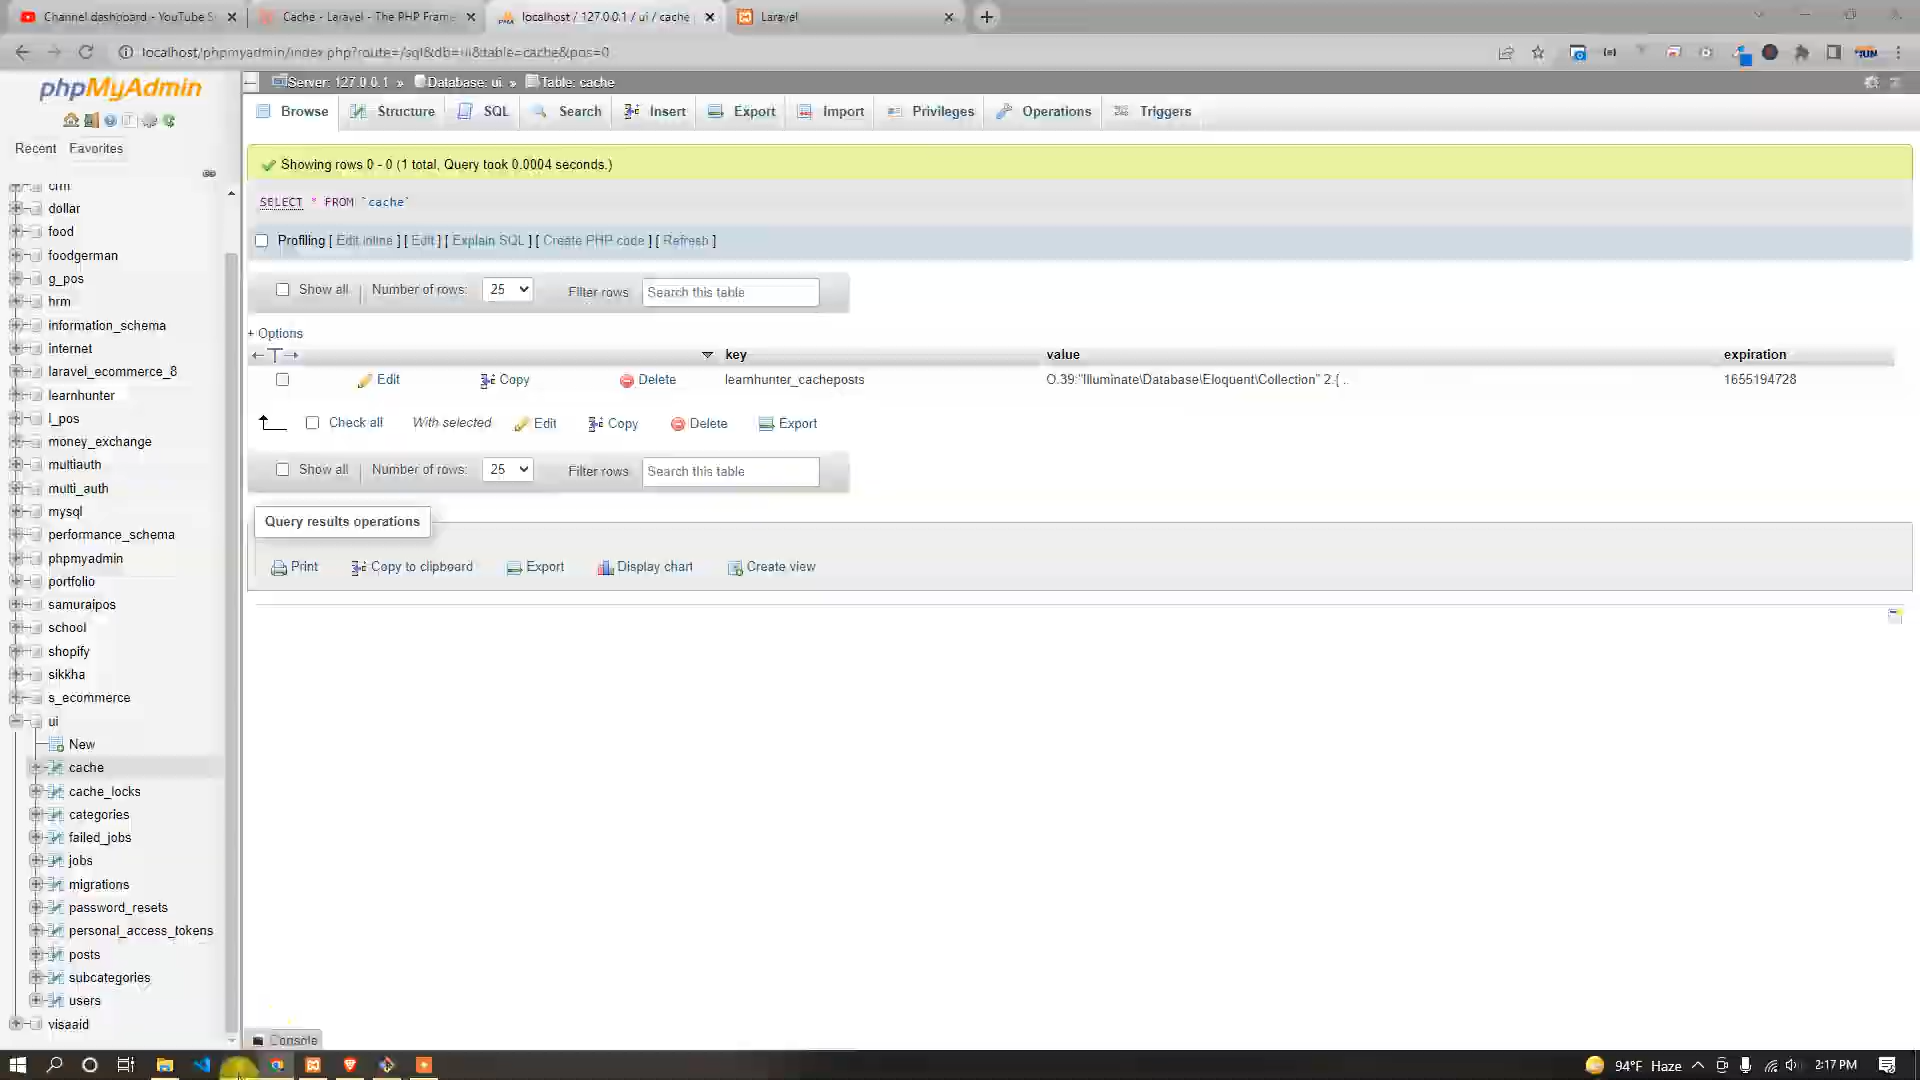 Channel dashboard - YouTube S
Cache - Laravel - The PHP Frame
localhost / 127.0.0.1 / ui / cache
Laravel
localhost/phpmyadmin/index.php?route=/sql&db=ui&table=cache&pos=0
phpMyAdmin
Recent Favorites
crm
dollar
food
foodgerman
g_pos
hrm
information_schema
internet
laravel_ecommerce_8
learnhunter
l_pos
money_exchange
multiauth
multi_auth
mysql
performance_schema
phpmyadmin
portfolio
samuraipos
school
shopify
sikkha
s_ecommerce
ui
New
cache
cache_locks
categories
failed_jobs
jobs
migrations
password_resets
personal_access_tokens
posts
subcategories
users
visaaid
Server: 127.0.0.1 » Database: ui » Table: cache
Browse Structure SQL Search Insert Export Import Privileges Operations Triggers
Showing rows 0 - 0 (1 total, Query took 0.0004 seconds.)
SELECT * FROM `cache`
Profiling [ Edit inline ] [ Edit ] [ Explain SQL ] [ Create PHP code ] [ Refresh ]
Show all Number of rows: 25 Filter rows Search this table
+ Options
←T→ key value expiration
Edit Copy Delete learnhunter_cacheposts O:39:"Illuminate\Database\Eloquent\Collection":2:{ ... 1655194728
Check all With selected Edit Copy Delete Export
Show all Number of rows: 25 Filter rows Search this table
Query results operations
Print Copy to clipboard Export Display chart Create view
Console
94°F Haze 2:17 PM